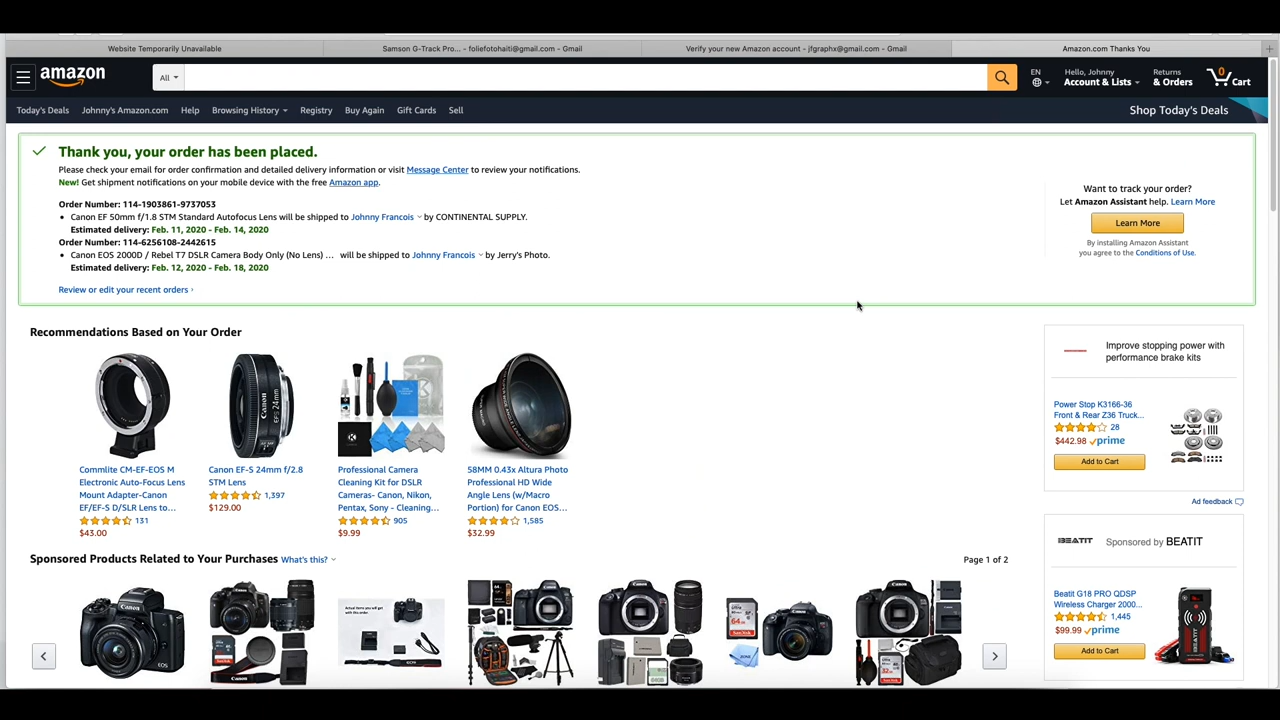 Website Temporarily Unavailable
Samson G-Track Pro... - foliefotohaiti@gmail.com - Gmail
Verify your new Amazon account - jfgraphx@gmail.com - Gmail
Amazon.com Thank You
amazon
All
EN
Hello, Johnny
Account & Lists
Returns
& Orders
0
Cart
Today's Deals
Johnny's Amazon.com
Help
Browsing History
Registry
Buy Again
Gift Cards
Sell
Shop Today's Deals
Thank you, your order has been placed.
Please check your email for order confirmation and detailed delivery information or visit Message Center to review your notifications.
New! Get shipment notifications on your mobile device with the free Amazon app.
Order Number: 114-1903861-9737053
• Canon EF 50mm f/1.8 STM Standard Autofocus Lens will be shipped to Johnny Francois by CONTINENTAL SUPPLY.
Estimated delivery: Feb. 11, 2020 - Feb. 14, 2020
Order Number: 114-6256108-2442615
• Canon EOS 2000D / Rebel T7 DSLR Camera Body Only (No Lens) ... will be shipped to Johnny Francois by Jerry's Photo.
Estimated delivery: Feb. 12, 2020 - Feb. 18, 2020
Review or edit your recent orders ›
Want to track your order?
Let Amazon Assistant help. Learn More
Learn More
By installing Amazon Assistant
you agree to the Conditions of Use.
Recommendations Based on Your Order
Commlite CM-EF-EOS M
Electronic Auto-Focus Lens
Mount Adapter-Canon
EF/EF-S D/SLR Lens to...
131
$43.00
Canon EF-S 24mm f/2.8
STM Lens
1,397
$129.00
Professional Camera
Cleaning Kit for DSLR
Cameras- Canon, Nikon,
Pentax, Sony - Cleaning...
905
$9.99
58MM 0.43x Altura Photo
Professional HD Wide
Angle Lens (w/Macro
Portion) for Canon EOS...
1,585
$32.99
Improve stopping power with
performance brake kits
Power Stop K3166-36
Front & Rear Z36 Truck...
28
$442.98 prime
Add to Cart
Ad feedback
Sponsored Products Related to Your Purchases What's this?
Page 1 of 2
BEATIT
Sponsored by BEATIT
Beatit G18 PRO QDSP
Wireless Charger 2000...
1,445
$99.99 prime
Add to Cart